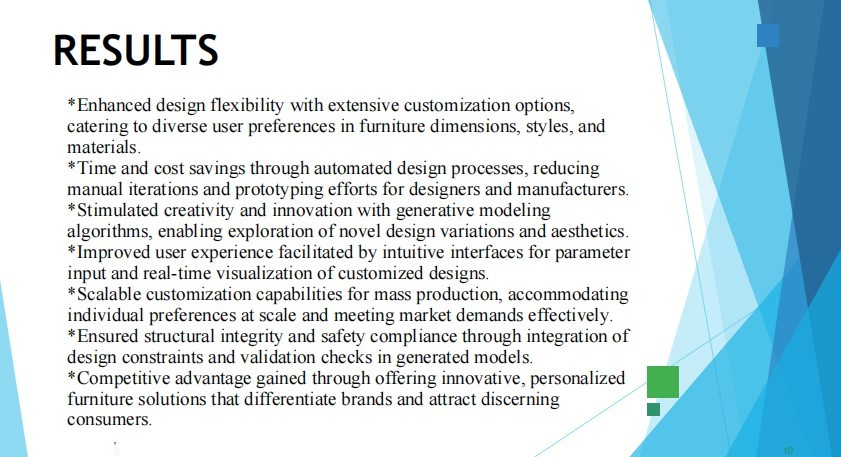 RESULTS
*Enhanced design flexibility with extensive customization options,
catering to diverse user preferences in furniture dimensions, styles, and
materials.
*Time and cost savings through automated design processes, reducing
manual iterations and prototyping efforts for designers and manufacturers.
*Stimulated creativity and innovation with generative modeling
algorithms, enabling exploration of novel design variations and aesthetics.
*Improved user experience facilitated by intuitive interfaces for parameter
input and real-time visualization of customized designs.
*Scalable customization capabilities for mass production, accommodating
individual preferences at scale and meeting market demands effectively.
*Ensured structural integrity and safety compliance through integration of
design constraints and validation checks in generated models.
*Competitive advantage gained through offering innovative, personalized
furniture solutions that differentiate brands and attract discerning
consumers.
10